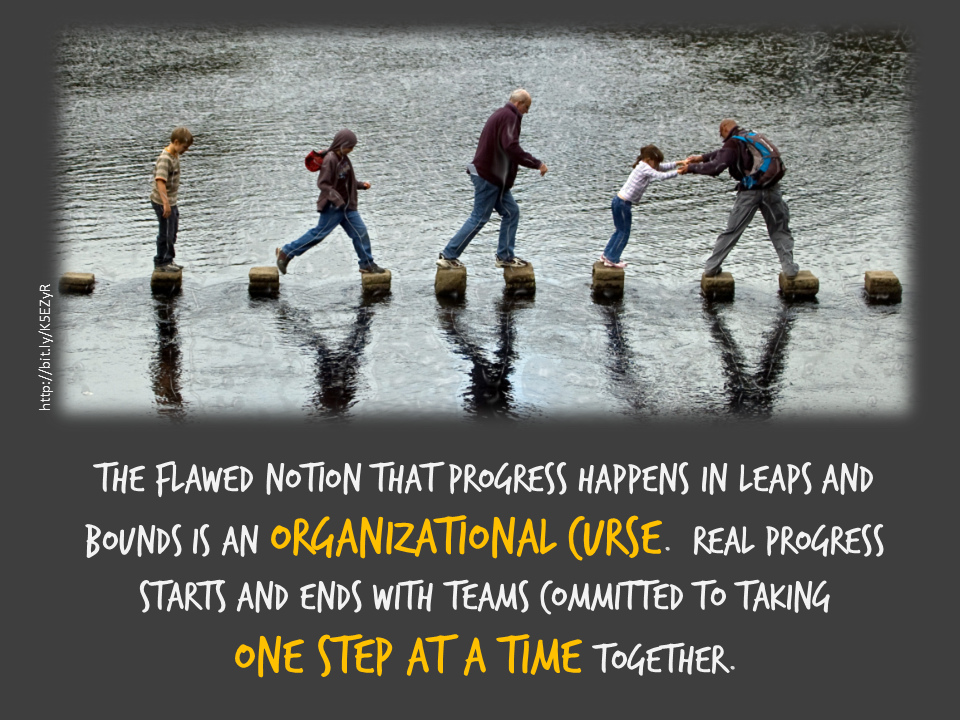 http://bit.ly/K5EZyR
THE FLAWED NOTION THAT PROGRESS HAPPENS IN LEAPS AND
BOUNDS IS AN ORGANIZATIONAL CURSE. REAL PROGRESS
STARTS AND ENDS WITH TEAMS COMMITTED TO TAKING
ONE STEP AT A TIME TOGETHER.